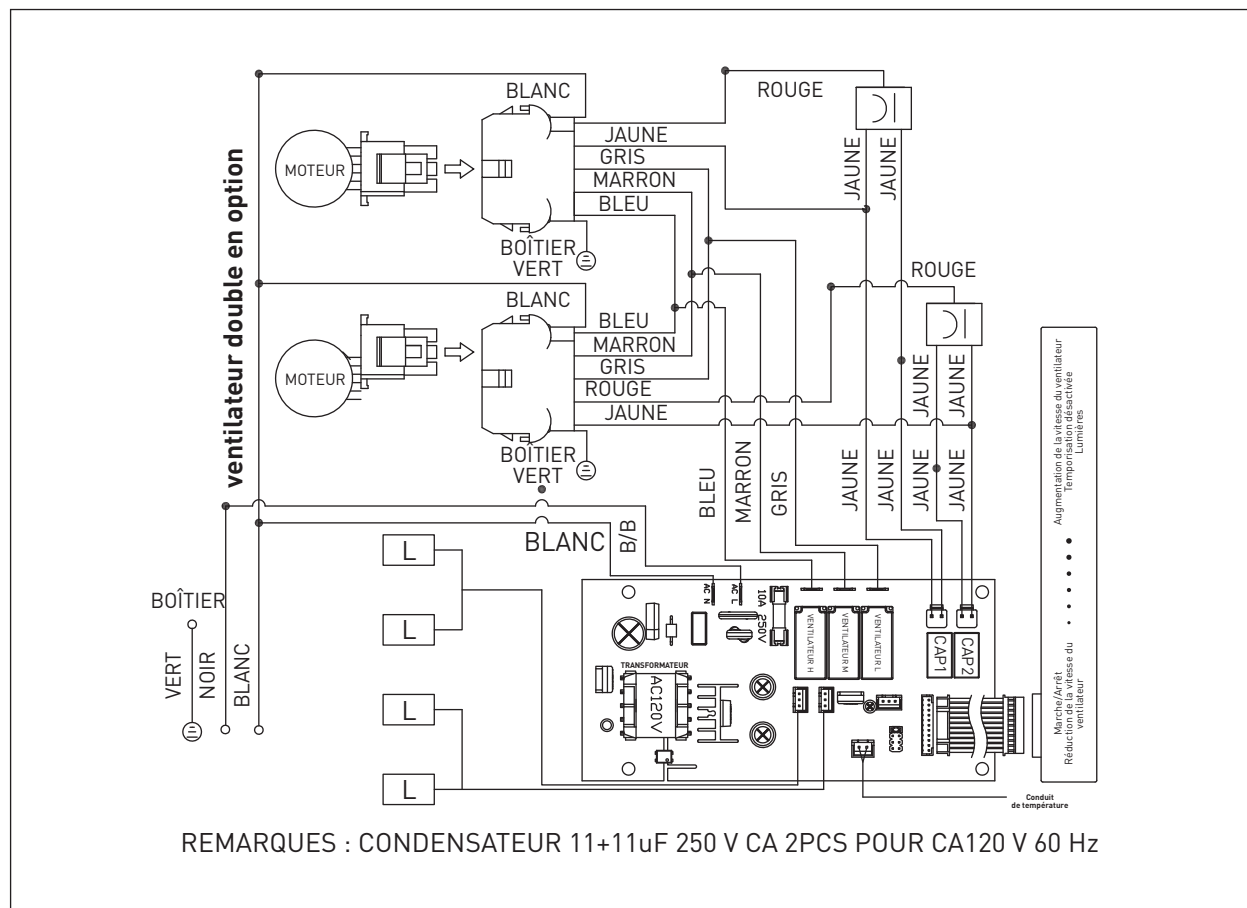 BLANC
ROUGE
JAUNE
GRIS
MARRON
BLEU
MOTEUR
JAUNE
JAUNE
BOÎTIER
VERT
ventilateur double en option
BLANC
ROUGE
BLEU
MARRON
GRIS
ROUGE
JAUNE
MOTEUR
JAUNE
JAUNE
BOÎTIER
VERT
BLEU
MARRON
GRIS
JAUNE
JAUNE
JAUNE
JAUNE
Augmentation de la vitesse du ventilateur
Temporisation désactivée
Lumières
Marche/Arrêt
Réduction de la vitesse du
ventilateur
BLANC
B/B
L
L
L
L
BOÎTIER
VERT
NOIR
BLANC
AC N
AC L
10A 250V
VENTILATEUR H
VENTILATEUR M
VENTILATEUR L
CAP1
CAP2
TRANSFORMATEUR
AC120V
Conduit
de température
REMARQUES : CONDENSATEUR 11+11uF 250 V CA 2PCS POUR CA120 V 60 Hz